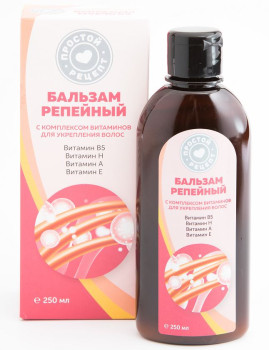 ПРОСТОЙ
РЕЦЕПТ
БАЛЬЗАМ
РЕПЕЙНЫЙ
С КОМПЛЕКСОМ ВИТАМИНОВ
ДЛЯ УКРЕПЛЕНИЯ ВОЛОС
Витамин B5
Витамин H
Витамин A
Витамин E
℮ 250 мл
ПРОСТОЙ
РЕЦЕПТ
БАЛЬЗАМ
РЕПЕЙНЫЙ
С КОМПЛЕКСОМ ВИТАМИНОВ
ДЛЯ УКРЕПЛЕНИЯ ВОЛОС
Витамин B5
Витамин H
Витамин A
Витамин E
℮ 250 мл